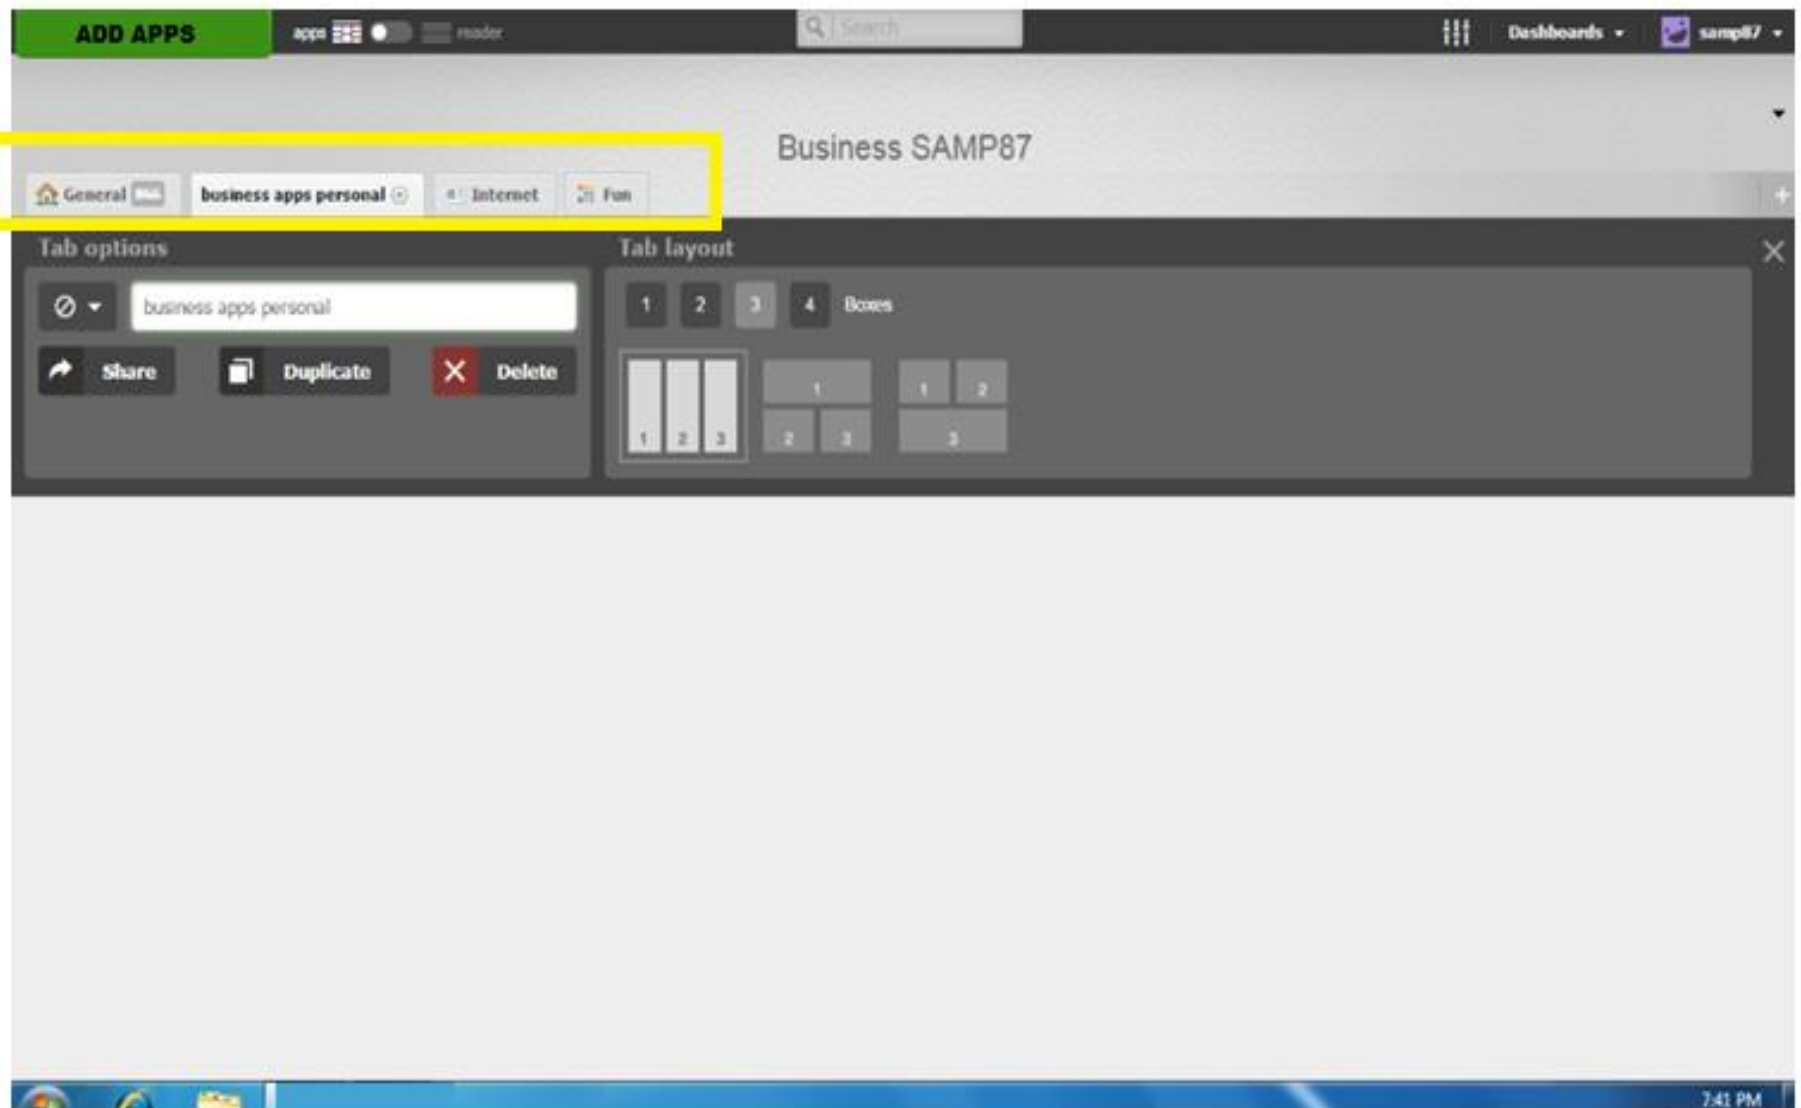 ADD APPS apps reader Search Dashboards samp87
Business SAMP87
General business apps personal Internet Fun
Tab options Tab layout
business apps personal 1 2 3 4 Boxes
Share Duplicate Delete
1 1 2
1 2 3 2 3 3
7:41 PM